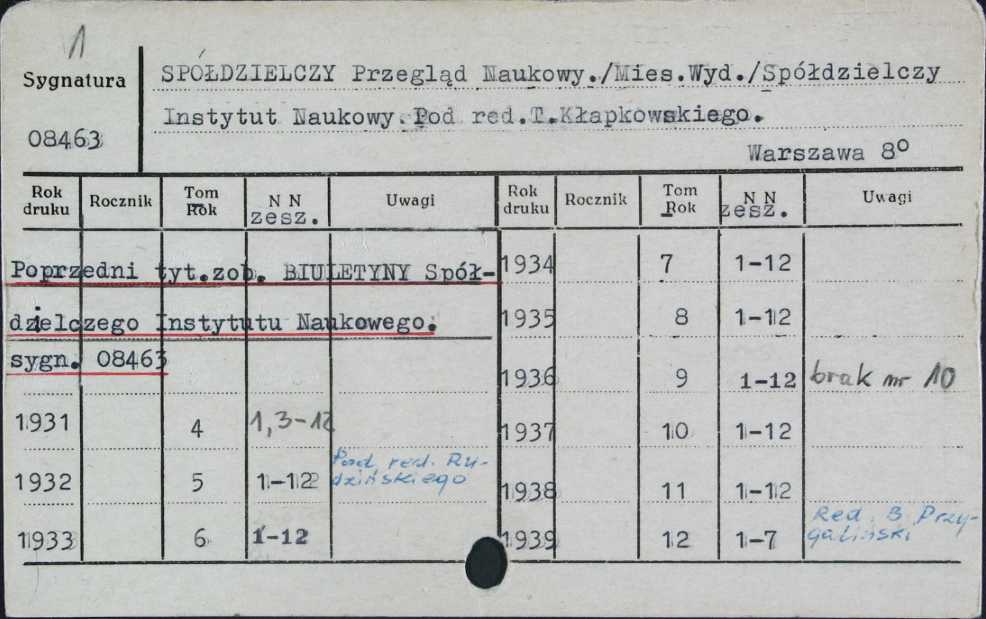 1
Sygnatura
08463
SPÓŁDZIELCZY Przegląd Naukowy./Mies.Wyd./Spółdzielczy
Instytut Naukowy.Pod red.T.Kłapkowskiego.
Warszawa 8º
Rok druku Rocznik Tom Rok N N zesz. Uwagi Rok druku Rocznik Tom Rok N N zesz. Uwagi
Poprzedni tyt.zob. BIULETYNY Spół-
dzielczego Instytutu Naukowego.
sygn. 08463
1931 4 1,3-12
1932 5 1-12 Pod red. Ru-
dzińskiego
1933 6 1-12
1934 7 1-12
1935 8 1-12
1936 9 1-12 brak nr 10
1937 10 1-12
1938 11 1-12
1939 12 1-7 Red. B. Przy-
galiński